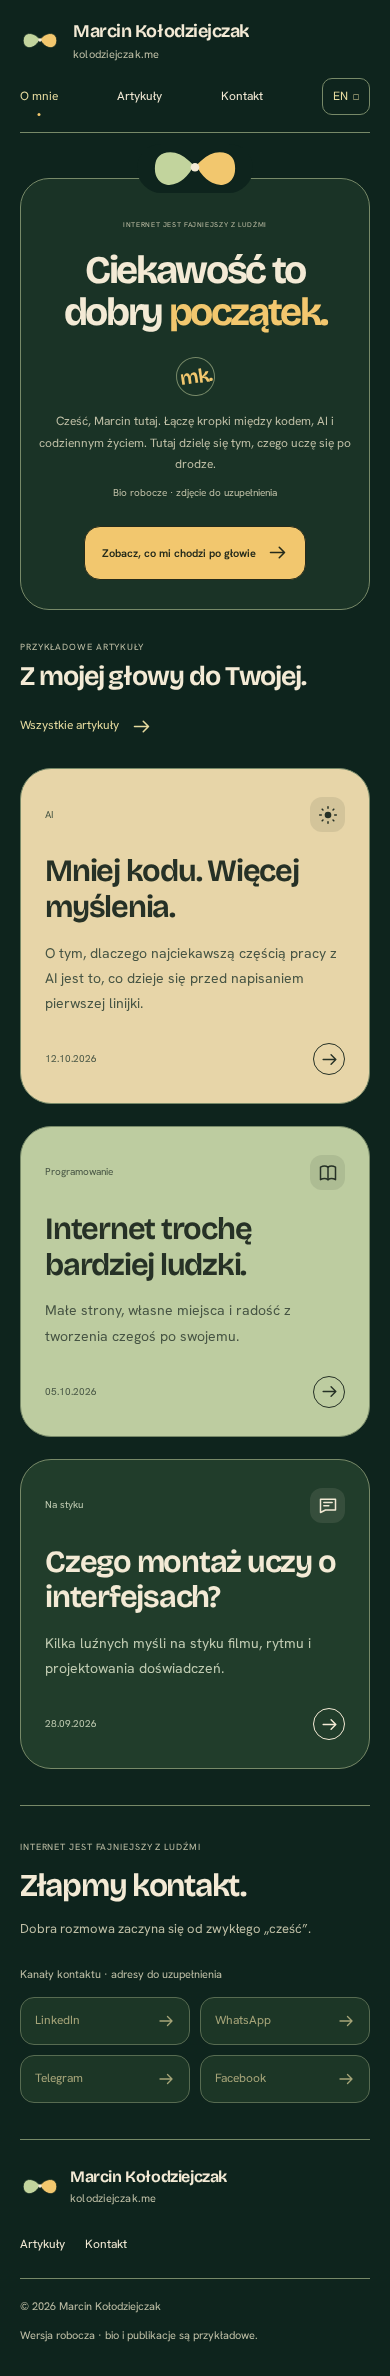 Marcin Kołodziejczak
kolodziejczak.me
O mnie
Artykuły
Kontakt
EN
INTERNET JEST FAJNIEJSZY Z LUDŹMI
Ciekawość to
dobry początek.
mk.
Cześć, Marcin tutaj. Łączę kropki między kodem, AI i
codziennym życiem. Tutaj dzielę się tym, czego uczę się po
drodze.
Bio robocze · zdjęcie do uzupełnienia
Zobacz, co mi chodzi po głowie →
PRZYKŁADOWE ARTYKUŁY
Z mojej głowy do Twojej.
Wszystkie artykuły →
AI
Mniej kodu. Więcej
myślenia.
O tym, dlaczego najciekawszą częścią pracy z
AI jest to, co dzieje się przed napisaniem
pierwszej linijki.
12.10.2026
Programowanie
Internet trochę
bardziej ludzki.
Małe strony, własne miejsca i radość z
tworzenia czegoś po swojemu.
05.10.2026
Na styku
Czego montaż uczy o
interfejsach?
Kilka luźnych myśli na styku filmu, rytmu i
projektowania doświadczeń.
28.09.2026
INTERNET JEST FAJNIEJSZY Z LUDŹMI
Złapmy kontakt.
Dobra rozmowa zaczyna się od zwykłego „cześć”.
Kanały kontaktu · adresy do uzupełnienia
LinkedIn →
WhatsApp →
Telegram →
Facebook →
Marcin Kołodziejczak
kolodziejczak.me
Artykuły
Kontakt
© 2026 Marcin Kołodziejczak
Wersja robocza · bio i publikacje są przykładowe.